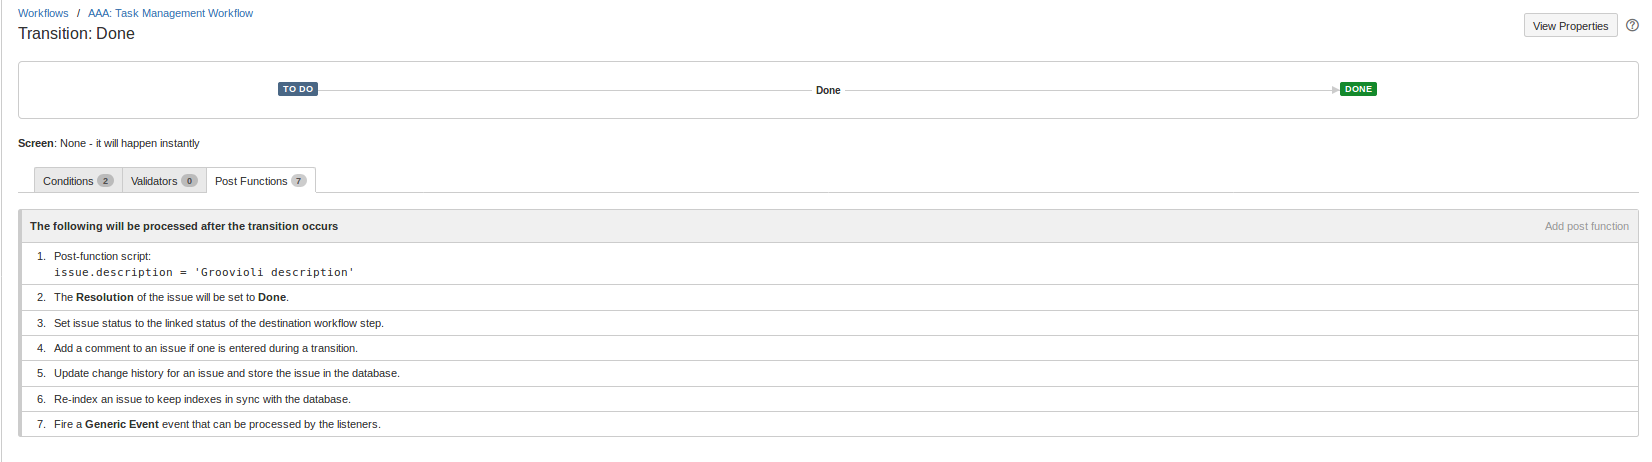 Workflows / AAA: Task Management Workflow
Transition: Done
View Properties
TO DO Done DONE
Screen: None - it will happen instantly
Conditions 2 Validators 0 Post Functions 7
The following will be processed after the transition occurs Add post function
1. Post-function script:
issue.description = 'Groovioli description'
2. The Resolution of the issue will be set to Done.
3. Set issue status to the linked status of the destination workflow step.
4. Add a comment to an issue if one is entered during a transition.
5. Update change history for an issue and store the issue in the database.
6. Re-index an issue to keep indexes in sync with the database.
7. Fire a Generic Event event that can be processed by the listeners.